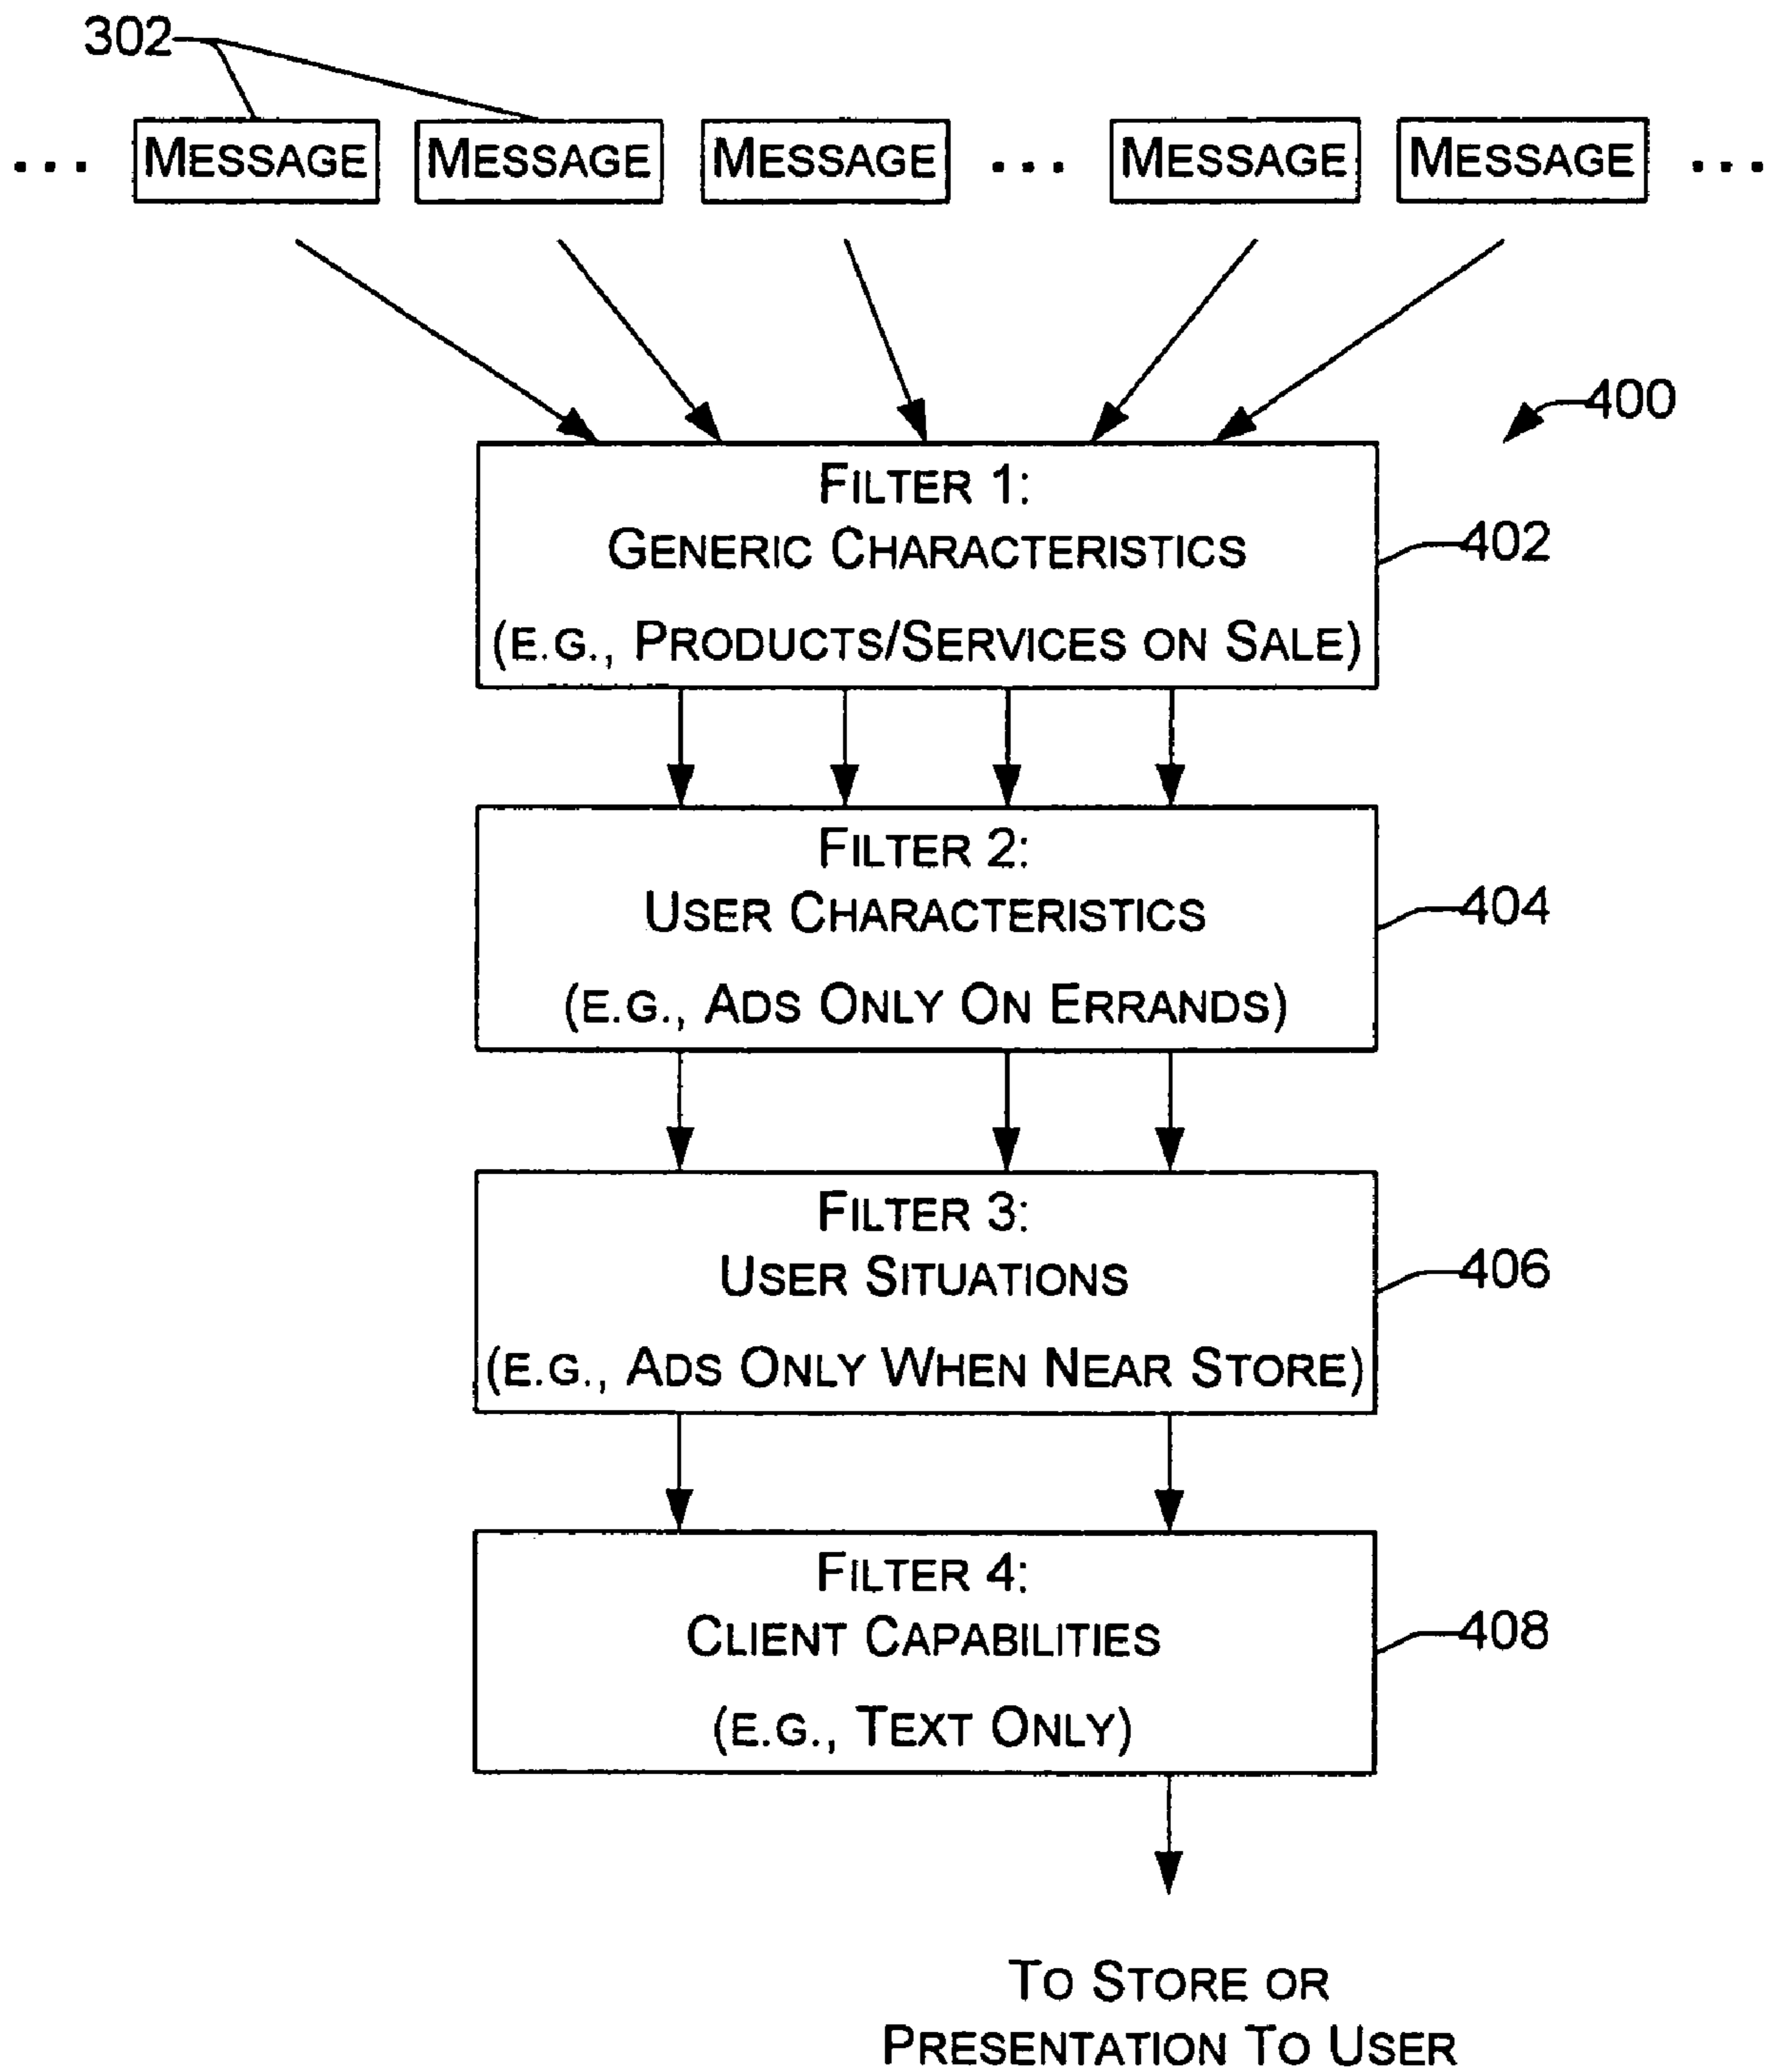 302
... MESSAGE MESSAGE MESSAGE ... MESSAGE MESSAGE ...
400
FILTER 1:
GENERIC CHARACTERISTICS
402
(E.G., PRODUCTS/SERVICES ON SALE)
FILTER 2:
USER CHARACTERISTICS
404
(E.G., ADS ONLY ON ERRANDS)
FILTER 3:
USER SITUATIONS
406
(E.G., ADS ONLY WHEN NEAR STORE)
FILTER 4:
CLIENT CAPABILITIES
408
(E.G., TEXT ONLY)
TO STORE OR
PRESENTATION TO USER